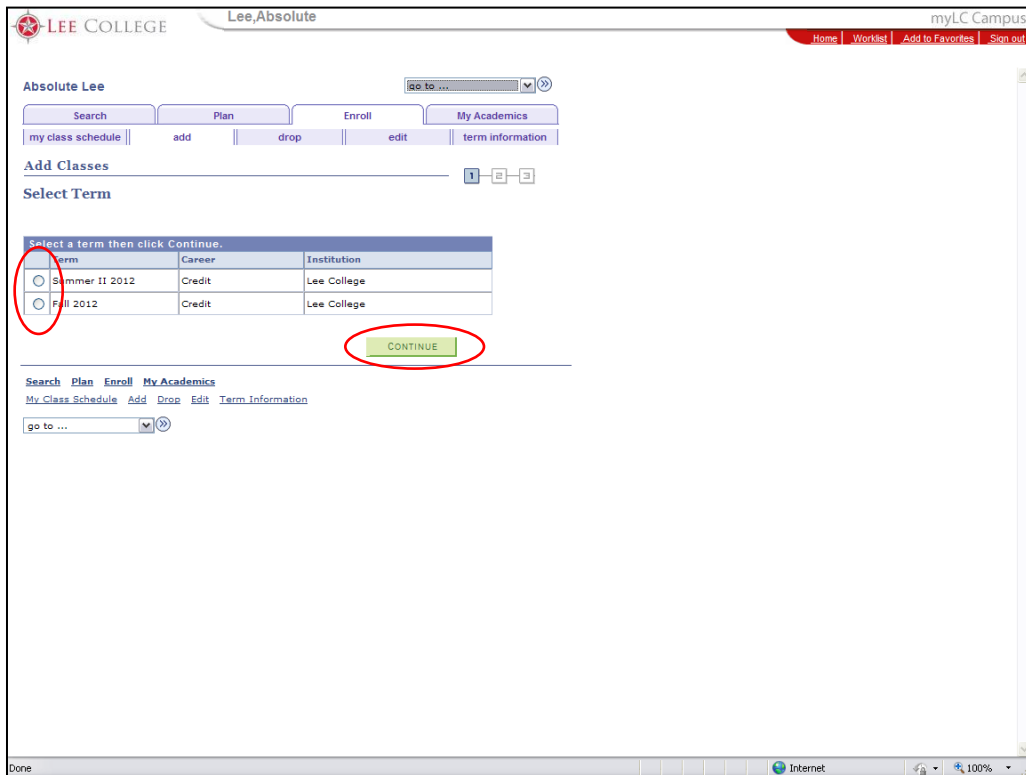 LEE COLLEGE
Lee,Absolute
myLC Campus
Home Worklist Add to Favorites Sign out
Absolute Lee
go to ...
Search Plan Enroll My Academics
my class schedule add drop edit term information
Add Classes
1 2 3
Select Term
Select a term then click Continue.
Term Career Institution
Summer II 2012 Credit Lee College
Fall 2012 Credit Lee College
CONTINUE
Search Plan Enroll My Academics
My Class Schedule Add Drop Edit Term Information
go to ...
Done Internet 100%